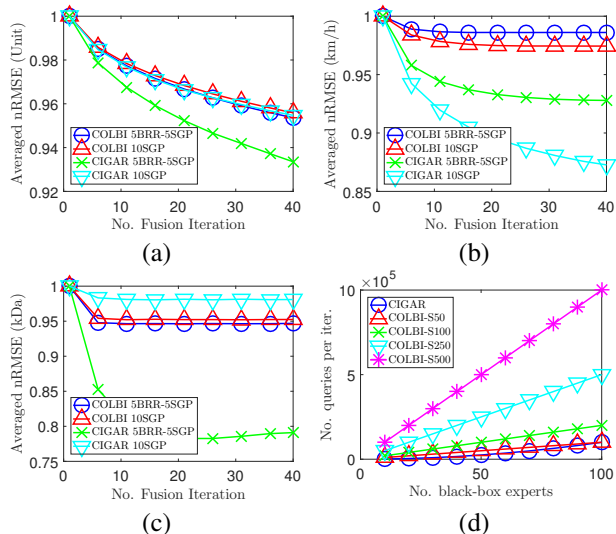 Averaged nRMSE (Unit)
1
0.98
0.96
0.94
0.92
COLBI 5BRR-5SGP
COLBI 10SGP
CIGAR 5BRR-5SGP
CIGAR 10SGP
0 10 20 30 40
No. Fusion Iteration
(a)
Averaged nRMSE (km/h)
1
0.95
0.9
0.85
COLBI 5BRR-5SGP
COLBI 10SGP
CIGAR 5BRR-5SGP
CIGAR 10SGP
0 10 20 30 40
No. Fusion Iteration
(b)
Averaged nRMSE (kDa)
1
0.95
0.9
0.85
0.8
0.75
COLBI 5BRR-5SGP
COLBI 10SGP
CIGAR 5BRR-5SGP
CIGAR 10SGP
0 10 20 30 40
No. Fusion Iteration
(c)
No. queries per iter.
×10⁵
10
5
0
CIGAR
COLBI-S50
COLBI-S100
COLBI-S250
COLBI-S500
0 50 100
No. black-box experts
(d)